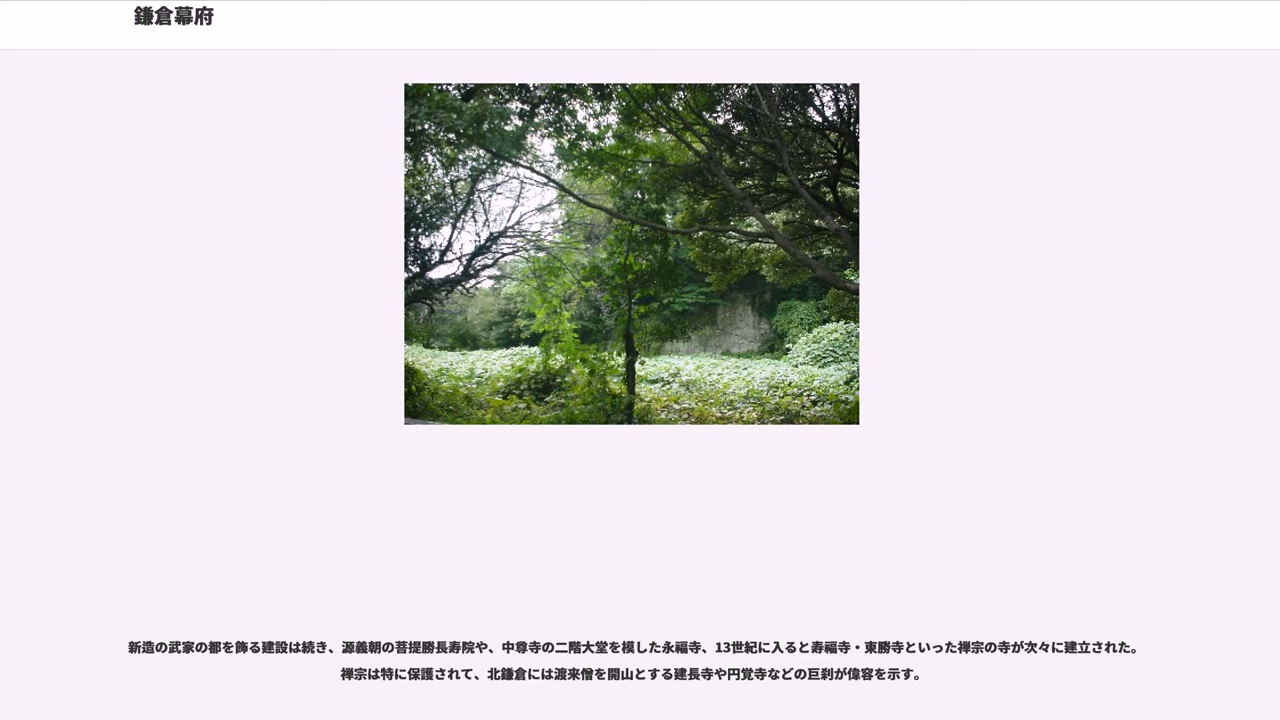 鎌倉幕府
新造の武家の都を飾る建設は続き、源義朝の菩提勝長寿院や、中尊寺の二階大堂を模した永福寺、13世紀に入ると寿福寺・東勝寺といった禅宗の寺が次々に建立された。
禅宗は特に保護されて、北鎌倉には渡来僧を開山とする建長寺や円覚寺などの巨刹が偉容を示す。